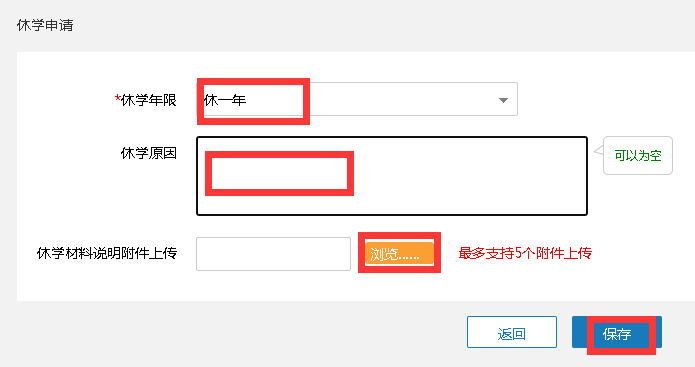 休学申请
*休学年限 休一年
休学原因 可以为空
休学材料说明附件上传 浏览...... 最多支持5个附件上传
返回 保存